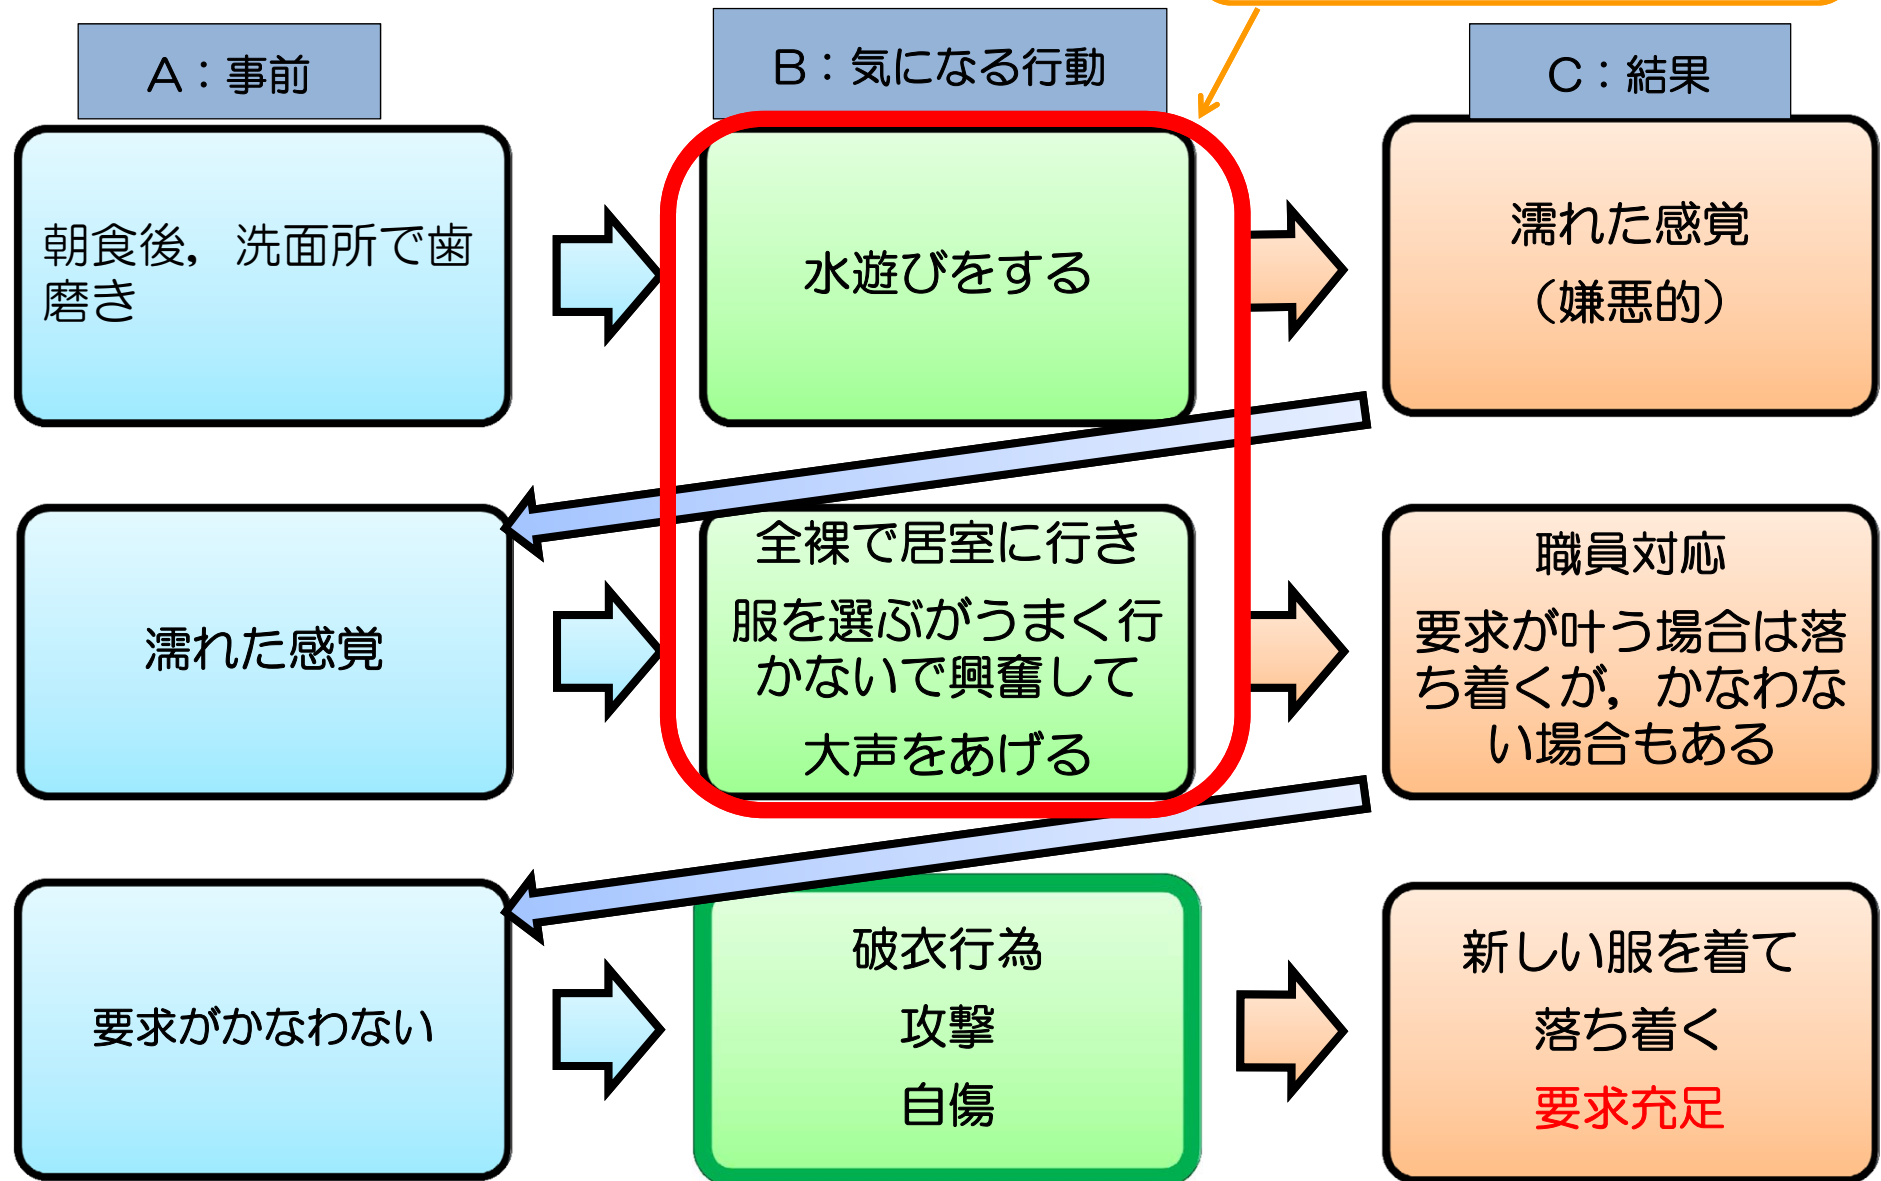 A：事前
B：気になる行動
C：結果
朝食後，洗面所で歯
磨き
水遊びをする
濡れた感覚
（嫌悪的）
濡れた感覚
全裸で居室に行き
服を選ぶがうまく行
かないで興奮して
大声をあげる
職員対応
要求が叶う場合は落
ち着くが，かなわな
い場合もある
要求がかなわない
破衣行為
攻撃
自傷
新しい服を着て
落ち着く
要求充足